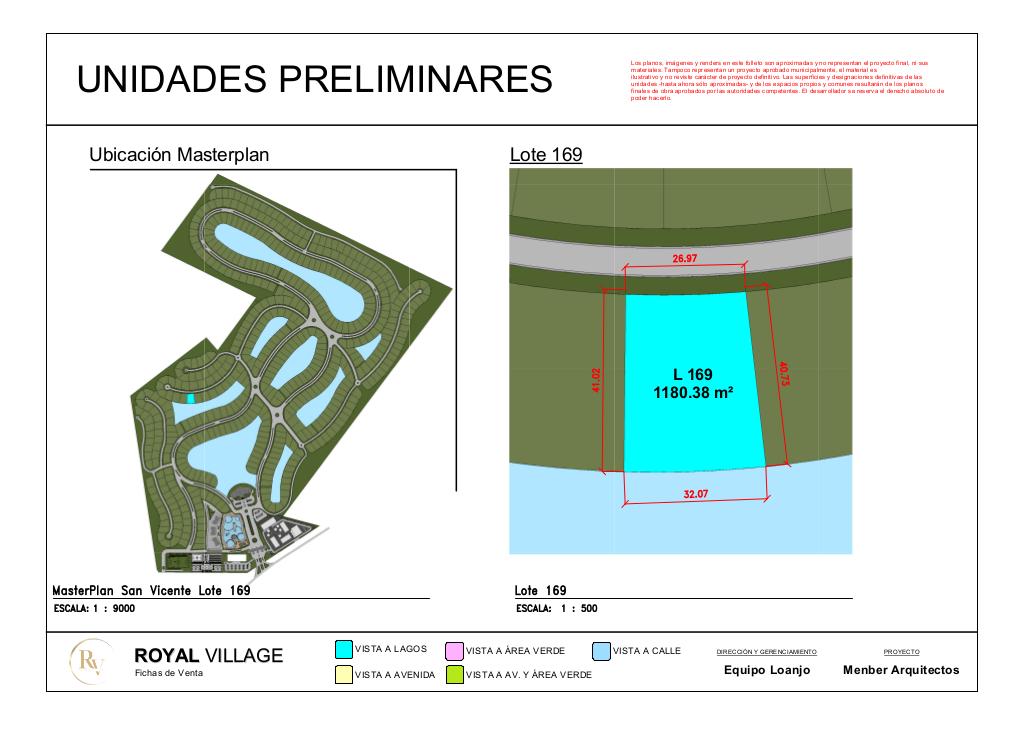 UNIDADES PRELIMINARES
Los planos, imágenes y renders en este folleto son aproximadas y no representan el proyecto final, ni sus
materiales. Tampoco representan un proyecto aprobado municipalmente, el material es
ilustrativo y no reviste carácter de proyecto definitivo. Las superficies y designaciones definitivas de las
unidades -hasta ahora sólo aproximadas- y de los espacios propios y comunes resultarán de los planos
finales de obra aprobados por las autoridades competentes. El desarrollador se reserva el derecho absoluto de
poder hacerlo.
Ubicación Masterplan
Lote 169
26.97
41.02
40.73
L 169
1180.38 m²
32.07
MasterPlan San Vicente Lote 169
ESCALA: 1 : 9000
Lote 169
ESCALA: 1 : 500
RV
ROYAL VILLAGE
Fichas de Venta
VISTA A LAGOS
VISTA A ÁREA VERDE
VISTA A CALLE
VISTA A AVENIDA
VISTA A AV. Y ÁREA VERDE
DIRECCIÓN Y GERENCIAMIENTO
Equipo Loanjo
PROYECTO
Menber Arquitectos